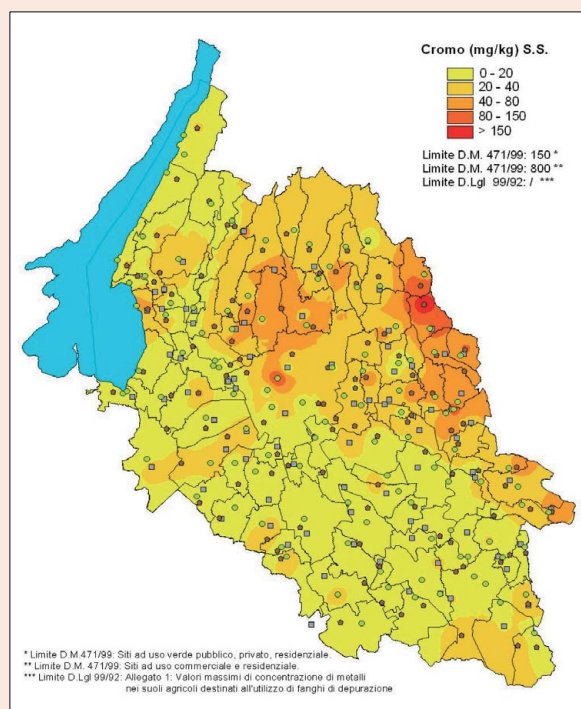 Cromo (mg/kg) S.S.
0 - 20
20 - 40
40 - 80
80 - 150
> 150
Limite D.M. 471/99: 150 *
Limite D.M. 471/99: 800 **
Limite D.Lgl 99/92: / ***
* Limite D.M.471/99: Siti ad uso verde pubblico, privato, residenziale.
** Limite D.M. 471/99: Siti ad uso commerciale e residenziale.
*** Limite D.Lgl 99/92: Allegato 1: Valori massimi di concentrazione di metalli
nei suoli agricoli destinati all'utilizzo di fanghi di depurazione